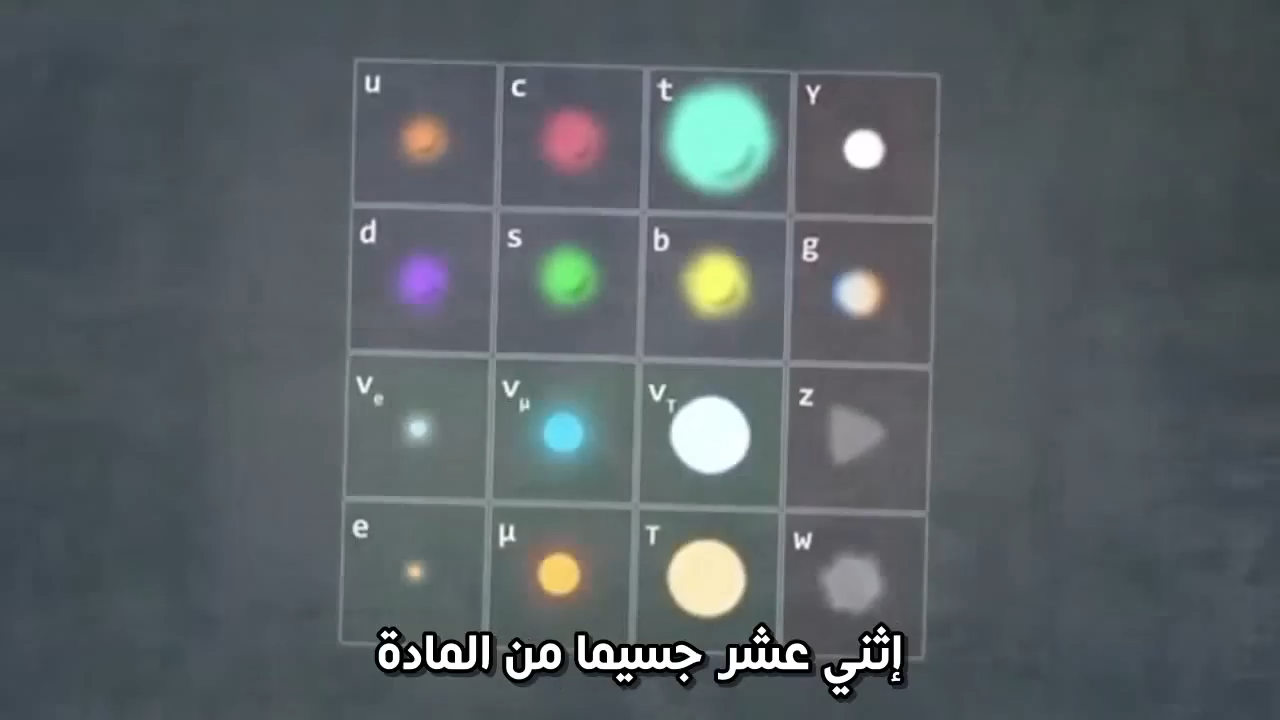 u c t γ
d s b g
νe νμ ντ z
e μ τ w
إثني عشر جسيما من المادة